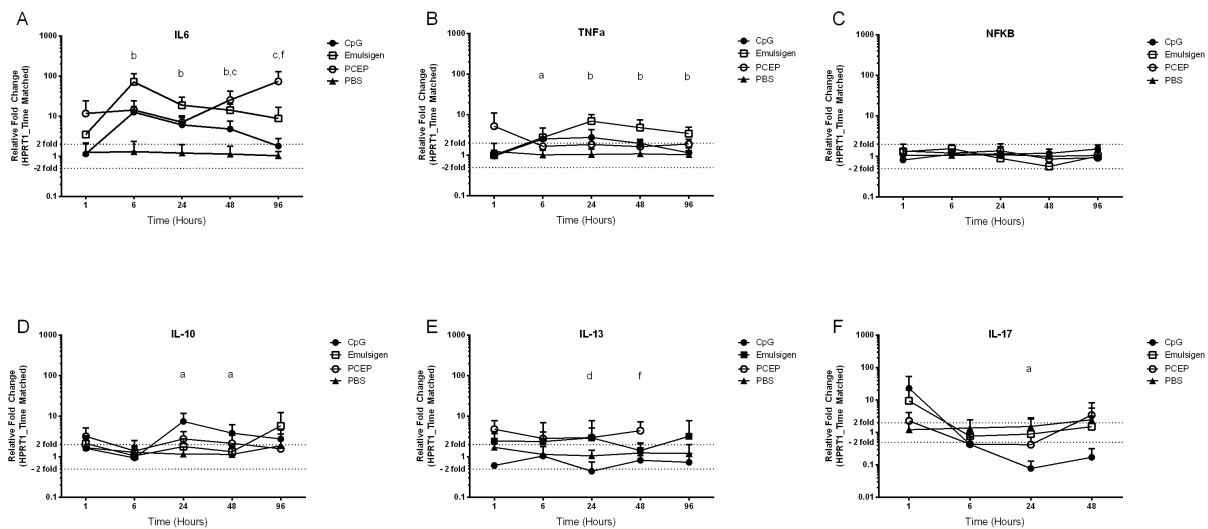 A
IL6
b
b
b,c
c,f
1000
100
10
2 fold
1
-2 fold
0.1
1 6 24 48 96
Time (Hours)
Relative Fold Change
(HPRT1_Time Matched)
CpG
Emulsigen
PCEP
PBS
B
TNFa
a
b
b
b
1000
100
10
2 fold
1
-2 fold
0.1
1 6 24 48 96
Time (Hours)
Relative Fold Change
(HPRT1_Time Matched)
CpG
Emulsigen
PCEP
PBS
C
NFKB
1000
100
10
2 fold
1
- 2 fold
0.1
1 6 24 48 96
Time (Hours)
Relative Fold Change
(HPRT1_Time Matched)
CpG
Emulsigen
PCEP
PBS
D
IL-10
a
a
1000
100
10
2 fold
1
- 2 fold
0.1
1 6 24 48 96
Time (Hours)
Relative Fold Change
(HPRT1_Time Matched)
CpG
Emulsigen
PCEP
PBS
E
IL-13
d
f
1000
100
10
2 fold
1
- 2 fold
0.1
1 6 24 48 96
Time (Hours)
Relative Fold Change
(HPRT1_Time Matched)
CpG
Emulsigen
PCEP
PBS
F
IL-17
a
1000
100
10
2 fold
1
-2 fold
0.1
0.01
1 6 24 48
Time (Hours)
Relative Fold Change
(HPRT1_Time Matched)
CpG
Emulsigen
PCEP
PBS